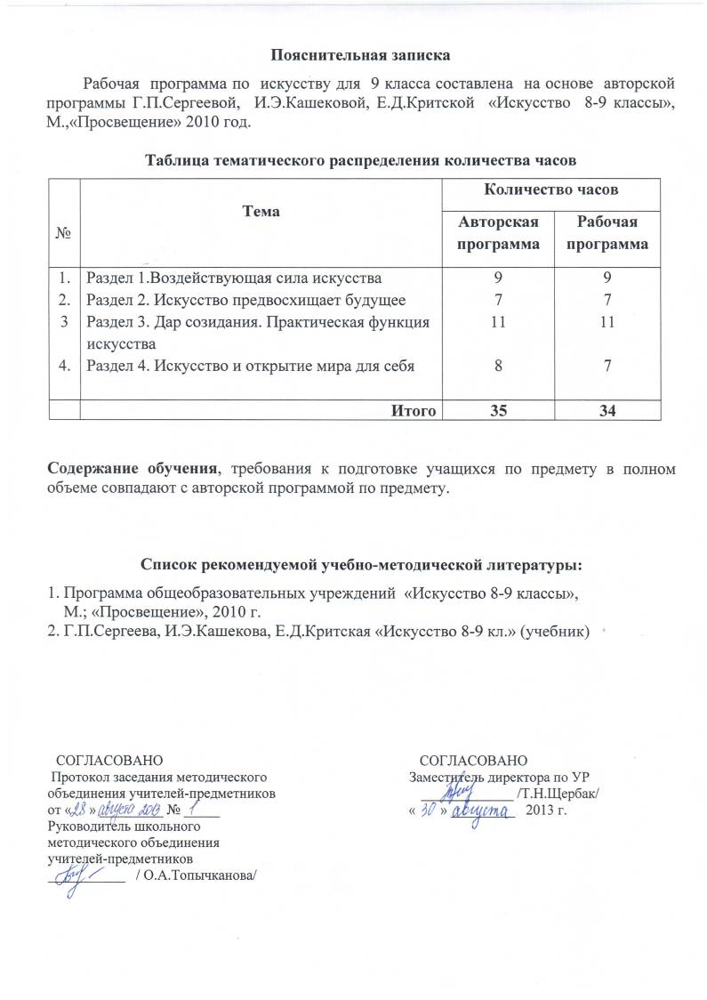 Пояснительная записка
Рабочая программа по искусству для 9 класса составлена на основе авторской
программы Г.П.Сергеевой, И.Э.Кашековой, Е.Д.Критской «Искусство 8-9 классы»,
М.,«Просвещение» 2010 год.
Таблица тематического распределения количества часов
№ Тема Количество часов
Авторская программа Рабочая программа
1. Раздел 1.Воздействующая сила искусства 9 9
2. Раздел 2. Искусство предвосхищает будущее 7 7
3 Раздел 3. Дар созидания. Практическая функция 11 11
искусства
4. Раздел 4. Искусство и открытие мира для себя 8 7
Итого 35 34
Содержание обучения, требования к подготовке учащихся по предмету в полном
объеме совпадают с авторской программой по предмету.
Список рекомендуемой учебно-методической литературы:
1. Программа общеобразовательных учреждений «Искусство 8-9 классы»,
М.; «Просвещение», 2010 г.
2. Г.П.Сергеева, И.Э.Кашекова, Е.Д.Критская «Искусство 8-9 кл.» (учебник)
СОГЛАСОВАНО
Протокол заседания методического
объединения учителей-предметников
от «28» августа 2013 № 1
Руководитель школьного
методического объединения
учителей-предметников
/ О.А.Топычканова/
СОГЛАСОВАНО
Заместитель директора по УР
/Т.Н.Щербак/
« 30 » августа 2013 г.